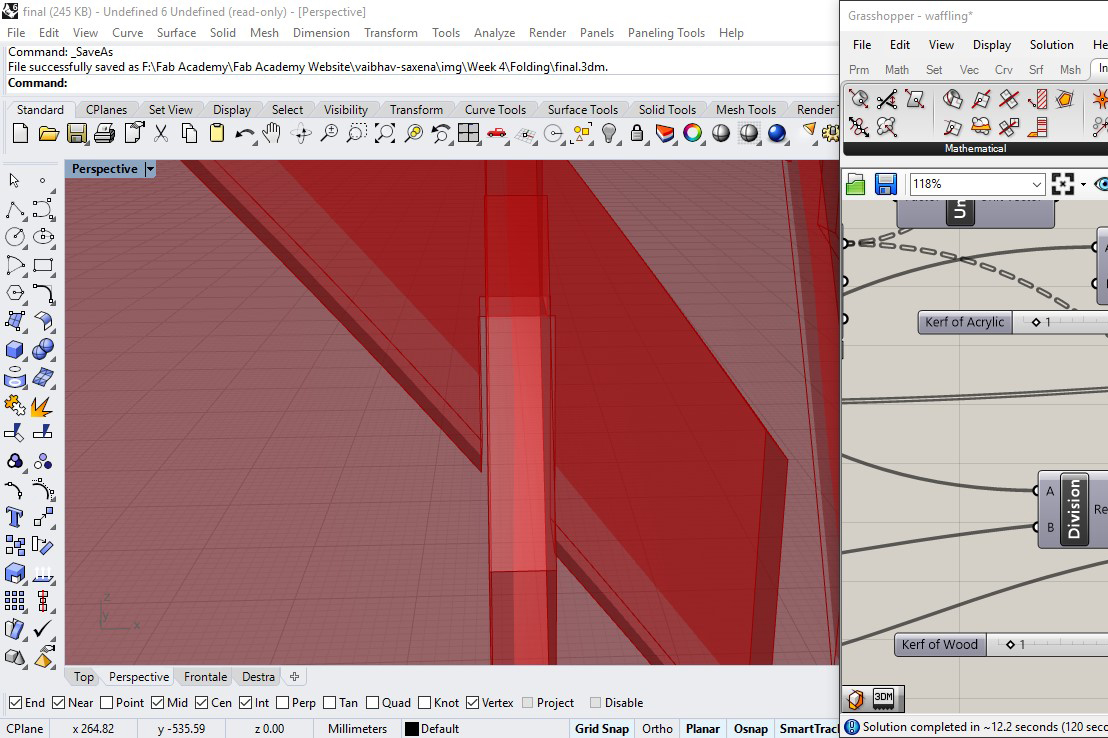 final (245 KB) - Undefined 6 Undefined (read-only) - [Perspective]
File Edit View Curve Surface Solid Mesh Dimension Transform Tools Analyze Render Panels Paneling Tools Help
Command: _SaveAs
File successfully saved as F:\Fab Academy\Fab Academy Website\vaibhav-saxena\img\Week 4\Folding\final.3dm.
Command:
Standard CPlanes Set View Display Select Visibility Transform Curve Tools Surface Tools Solid Tools Mesh Tools Render
Perspective
z
y
x
Top Perspective Frontale Destra
End Near Point Mid Cen Int Perp Tan Quad Knot Vertex Project Disable
CPlane x 264.82 y -535.59 z 0.00 Millimeters Default Grid Snap Ortho Planar Osnap SmartTrac
Grasshopper - waffling*
File Edit View Display Solution He
Prm Math Set Vec Crv Srf Msh In
Mathematical
118%
Un
Kerf of Acrylic 1
A
B
Division
Re
Kerf of Wood 1
3DM
Solution completed in ~12.2 seconds (120 seco